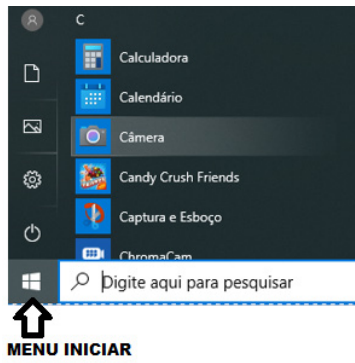 C
Calculadora
Calendário
Câmera
Candy Crush Friends
Captura e Esboço
ChromaCam
Digite aqui para pesquisar
MENU INICIAR